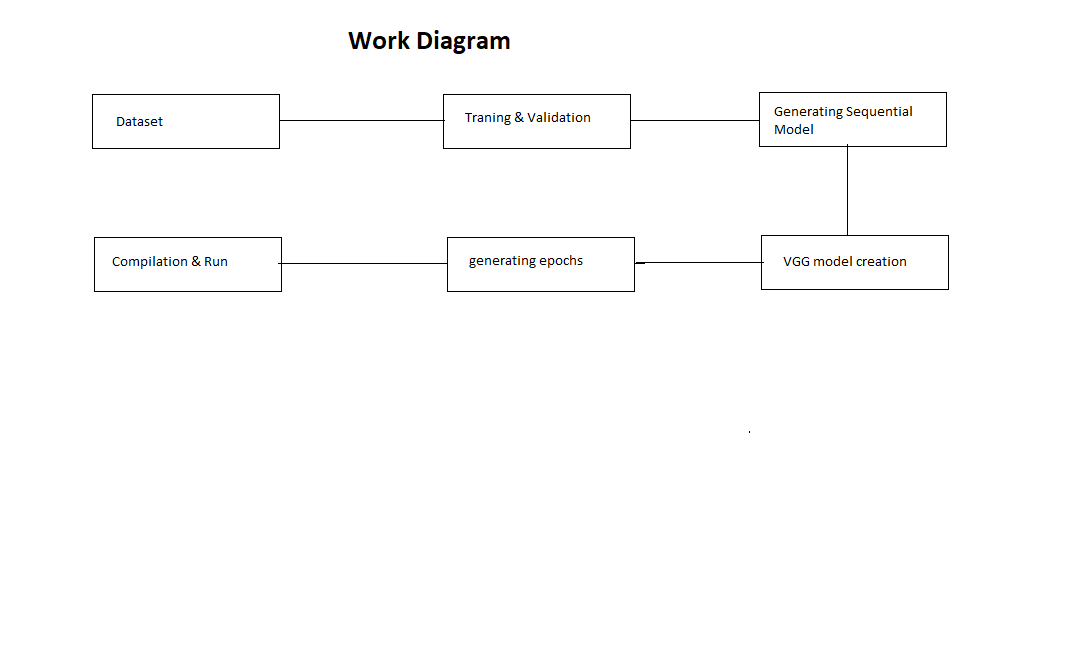 Work Diagram
Dataset
Traning & Validation
Generating Sequential
Model
Compilation & Run
generating epochs
VGG model creation